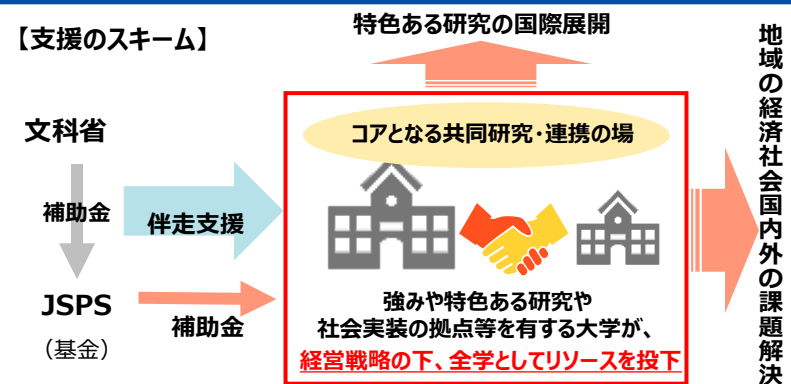 【支援のスキーム】
特色ある研究の国際展開
文科省
補助金
伴走支援
JSPS
（基金）
補助金
コアとなる共同研究・連携の場
強みや特色ある研究や
社会実装の拠点等を有する大学が、
経営戦略の下、全学としてリソースを投下
地域の経済社会国内外の課題解決